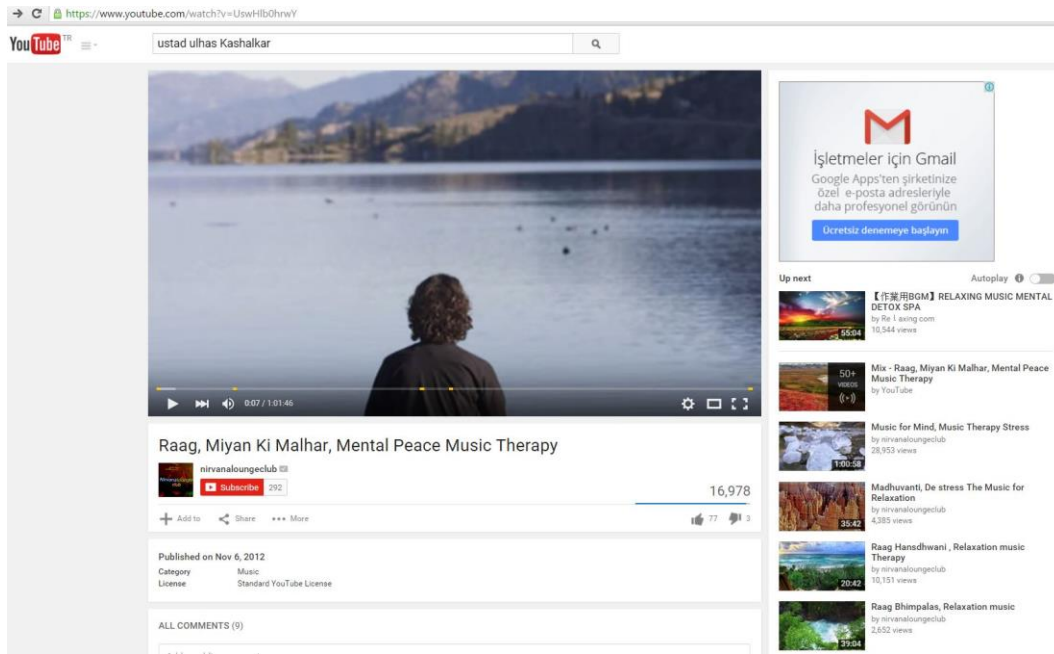 https://www.youtube.com/watch?v=UswHlb0hrwY
YouTube TR
ustad ulhas Kashalkar
İşletmeler için Gmail
Google Apps'ten şirketinize
özel e-posta adresleriyle
daha profesyonel görünün
Ücretsiz denemeye başlayın
0:07 / 1:01:46
Raag, Miyan Ki Malhar, Mental Peace Music Therapy
nirvanaloungeclub
Subscribe 292
16,978
Add to Share More
77 3
Published on Nov 6, 2012
Category Music
License Standard YouTube License
ALL COMMENTS (9)
Up next Autoplay
【作業用BGM】RELAXING MUSIC MENTAL
DETOX SPA
by Re l axing com
10,544 views
55:04
Mix - Raag, Miyan Ki Malhar, Mental Peace
Music Therapy
by YouTube
50+
VIDEOS
Music for Mind, Music Therapy Stress
by nirvanaloungeclub
28,953 views
1:00:58
Madhuvanti, De stress The Music for
Relaxation
by nirvanaloungeclub
4,385 views
35:42
Raag Hansdhwani , Relaxation music
Therapy
by nirvanaloungeclub
10,151 views
20:42
Raag Bhimpalas, Relaxation music
by nirvanaloungeclub
2,652 views
39:04